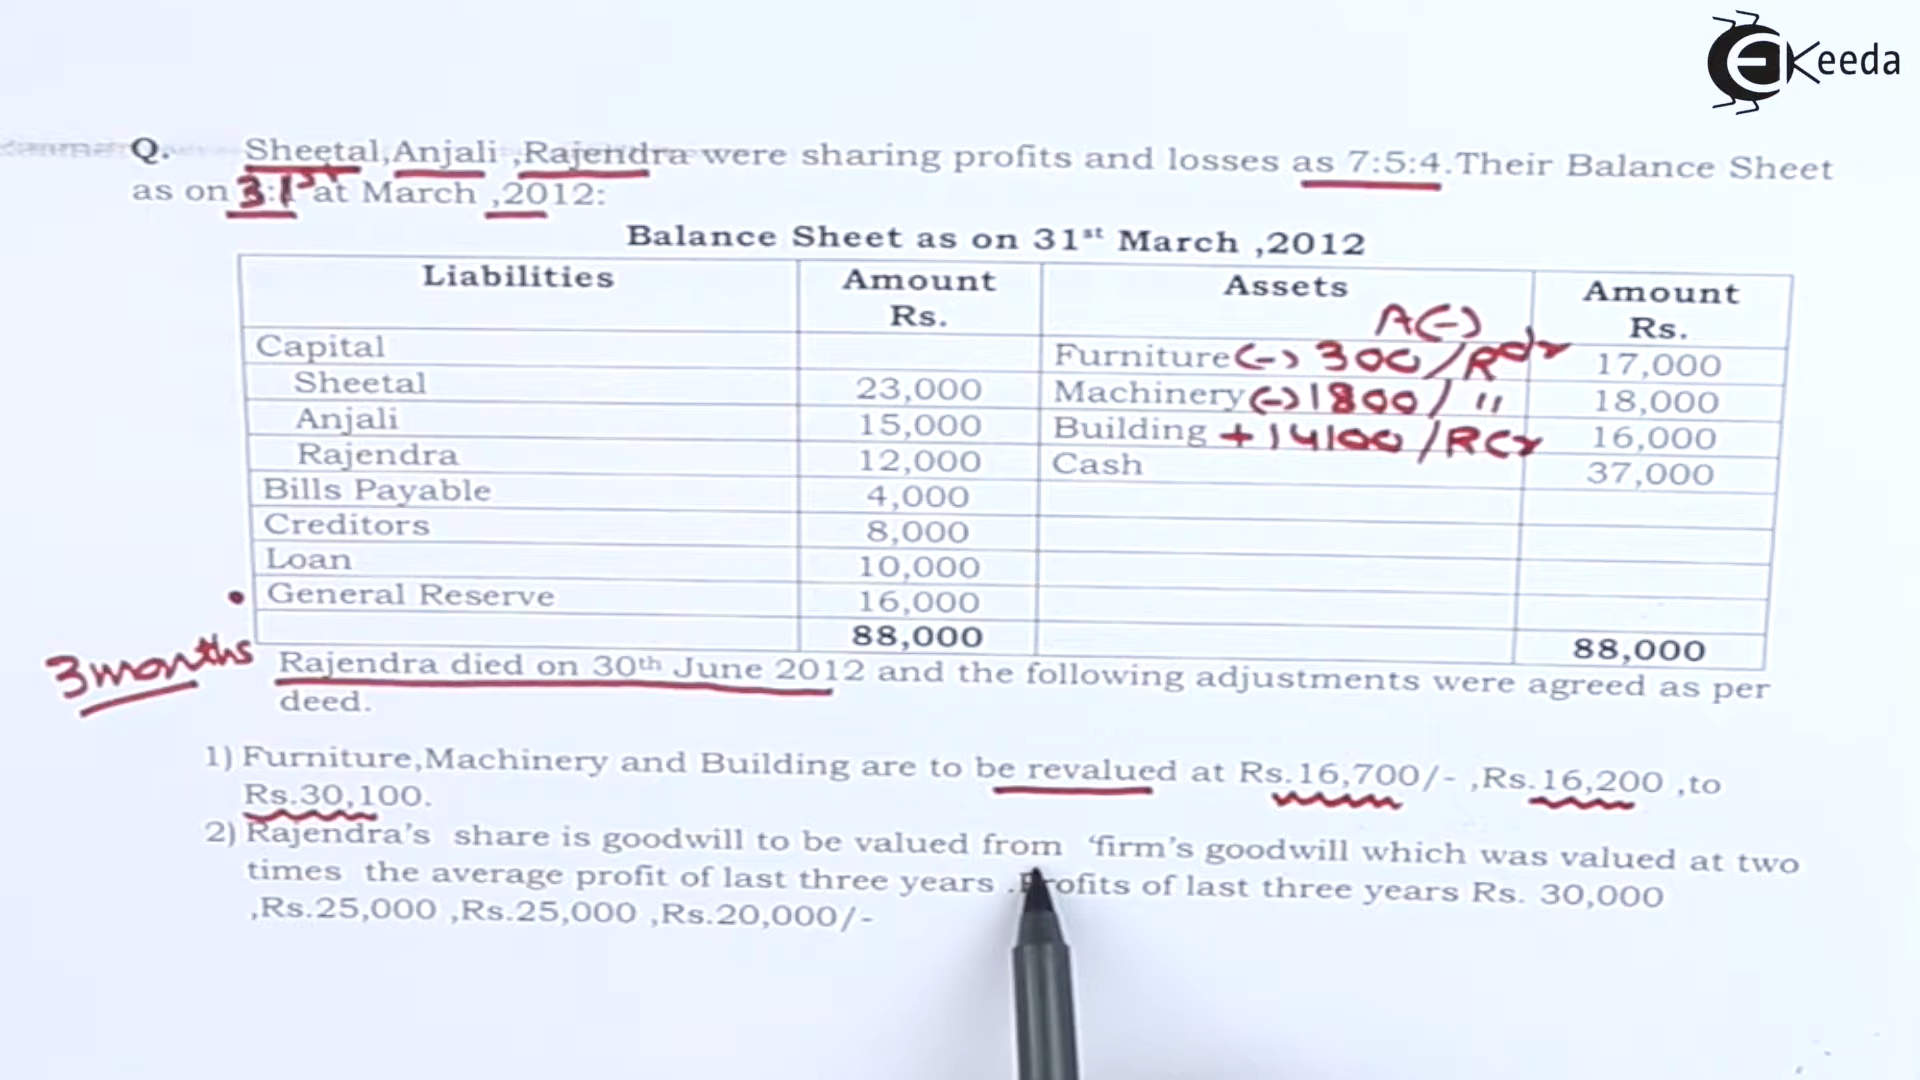 Keeda
Q. Sheetal,Anjali ,Rajendra were sharing profits and losses as 7:5:4.Their Balance Sheet
as on 31st at March ,2012:
Balance Sheet as on 31st March ,2012
Liabilities Amount Rs. Assets Amount Rs.
A(-)
Capital Furniture (-) 300/Rdr 17,000
Sheetal 23,000 Machinery (-) 1800/ " 18,000
Anjali 15,000 Building + 14100/RCr 16,000
Rajendra 12,000 Cash 37,000
Bills Payable 4,000
Creditors 8,000
Loan 10,000
General Reserve 16,000
88,000 88,000
3 months
Rajendra died on 30th June 2012 and the following adjustments were agreed as per
deed.
1) Furniture,Machinery and Building are to be revalued at Rs.16,700/- ,Rs.16,200 ,to
Rs.30,100.
2) Rajendra's share is goodwill to be valued from 'firm's goodwill which was valued at two
times the average profit of last three years .Profits of last three years Rs. 30,000
,Rs.25,000 ,Rs.25,000 ,Rs.20,000/-